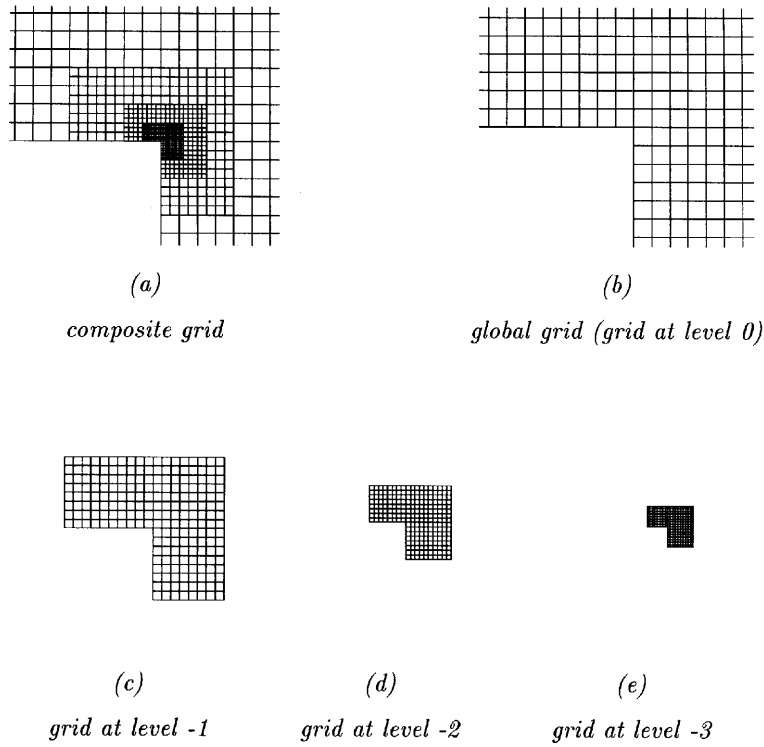 (a)
composite grid
(b)
global grid (grid at level 0)
(c)
grid at level -1
(d)
grid at level -2
(e)
grid at level -3